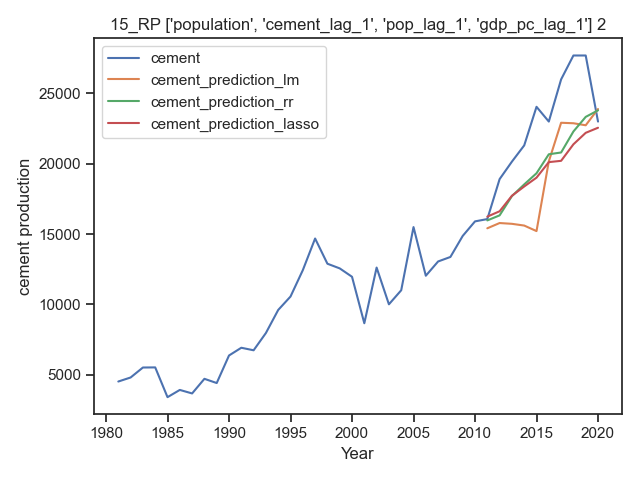 15_RP ['population', 'cement_lag_1', 'pop_lag_1', 'gdp_pc_lag_1'] 2
cement
cement_prediction_lm
cement_prediction_rr
cement_prediction_lasso
25000
20000
15000
10000
5000
cement production
1980 1985 1990 1995 2000 2005 2010 2015 2020
Year